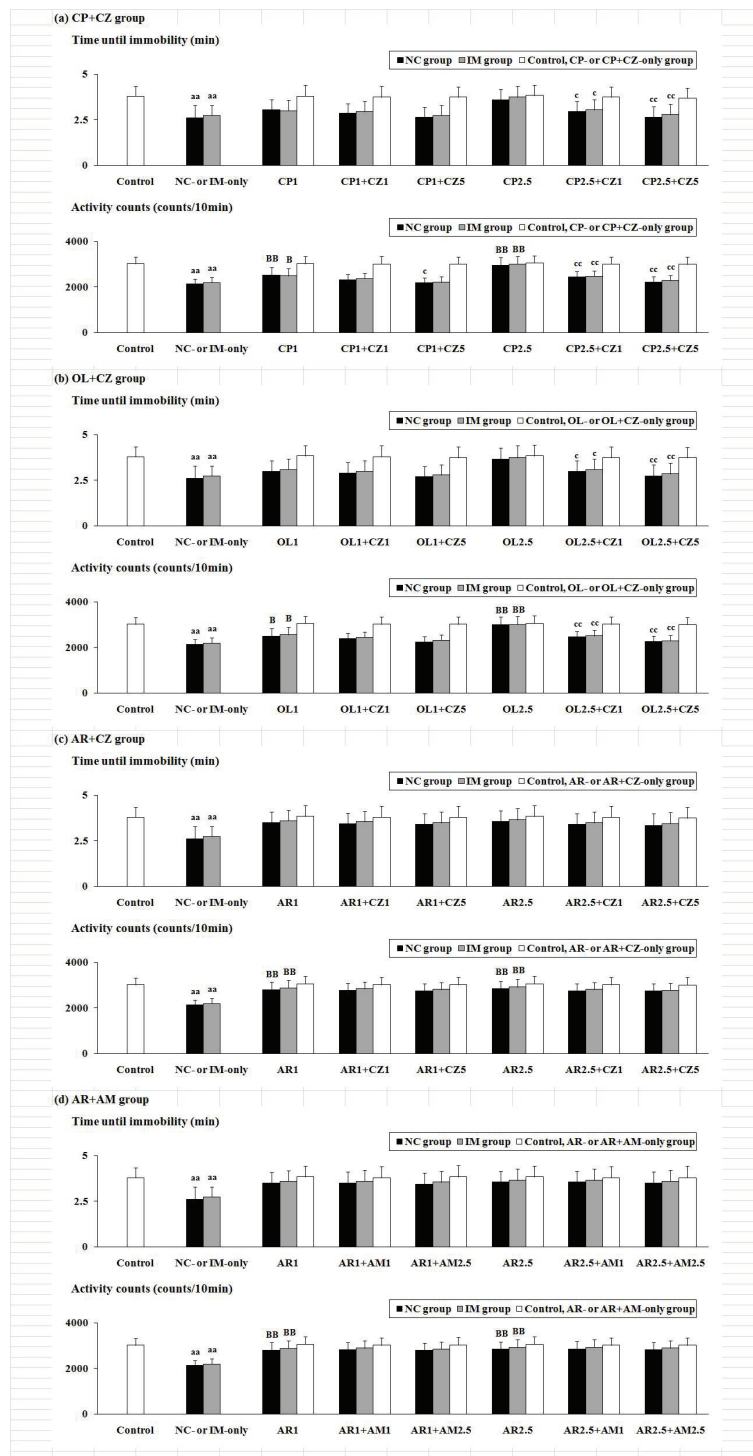 (a) CP+CZ group
Time until immobility (min)
NC group IM group Control, CP- or CP+CZ-only group
5
2.5
0
aa aa c c cc cc
Control NC- or IM-only CP1 CP1+CZ1 CP1+CZ5 CP2.5 CP2.5+CZ1 CP2.5+CZ5
Activity counts (counts/10min)
NC group IM group Control, CP- or CP+CZ-only group
4000
2000
0
aa aa BB B c BB BB cc cc cc cc
Control NC- or IM-only CP1 CP1+CZ1 CP1+CZ5 CP2.5 CP2.5+CZ1 CP2.5+CZ5
(b) OL+CZ group
Time until immobility (min)
NC group IM group Control, OL- or OL+CZ-only group
5
2.5
0
aa aa c c cc cc
Control NC- or IM-only OL1 OL1+CZ1 OL1+CZ5 OL2.5 OL2.5+CZ1 OL2.5+CZ5
Activity counts (counts/10min)
NC group IM group Control, OL- or OL+CZ-only group
4000
2000
0
aa aa B B BB BB cc cc cc cc
Control NC- or IM-only OL1 OL1+CZ1 OL1+CZ5 OL2.5 OL2.5+CZ1 OL2.5+CZ5
(c) AR+CZ group
Time until immobility (min)
NC group IM group Control, AR- or AR+CZ-only group
5
2.5
0
aa aa
Control NC- or IM-only AR1 AR1+CZ1 AR1+CZ5 AR2.5 AR2.5+CZ1 AR2.5+CZ5
Activity counts (counts/10min)
NC group IM group Control, AR- or AR+CZ-only group
4000
2000
0
aa aa BB BB BB BB
Control NC- or IM-only AR1 AR1+CZ1 AR1+CZ5 AR2.5 AR2.5+CZ1 AR2.5+CZ5
(d) AR+AM group
Time until immobility (min)
NC group IM group Control, AR- or AR+AM-only group
5
2.5
0
aa aa
Control NC- or IM-only AR1 AR1+AM1 AR1+AM2.5 AR2.5 AR2.5+AM1 AR2.5+AM2.5
Activity counts (counts/10min)
NC group IM group Control, AR- or AR+AM-only group
4000
2000
0
aa aa BB BB BB BB
Control NC- or IM-only AR1 AR1+AM1 AR1+AM2.5 AR2.5 AR2.5+AM1 AR2.5+AM2.5